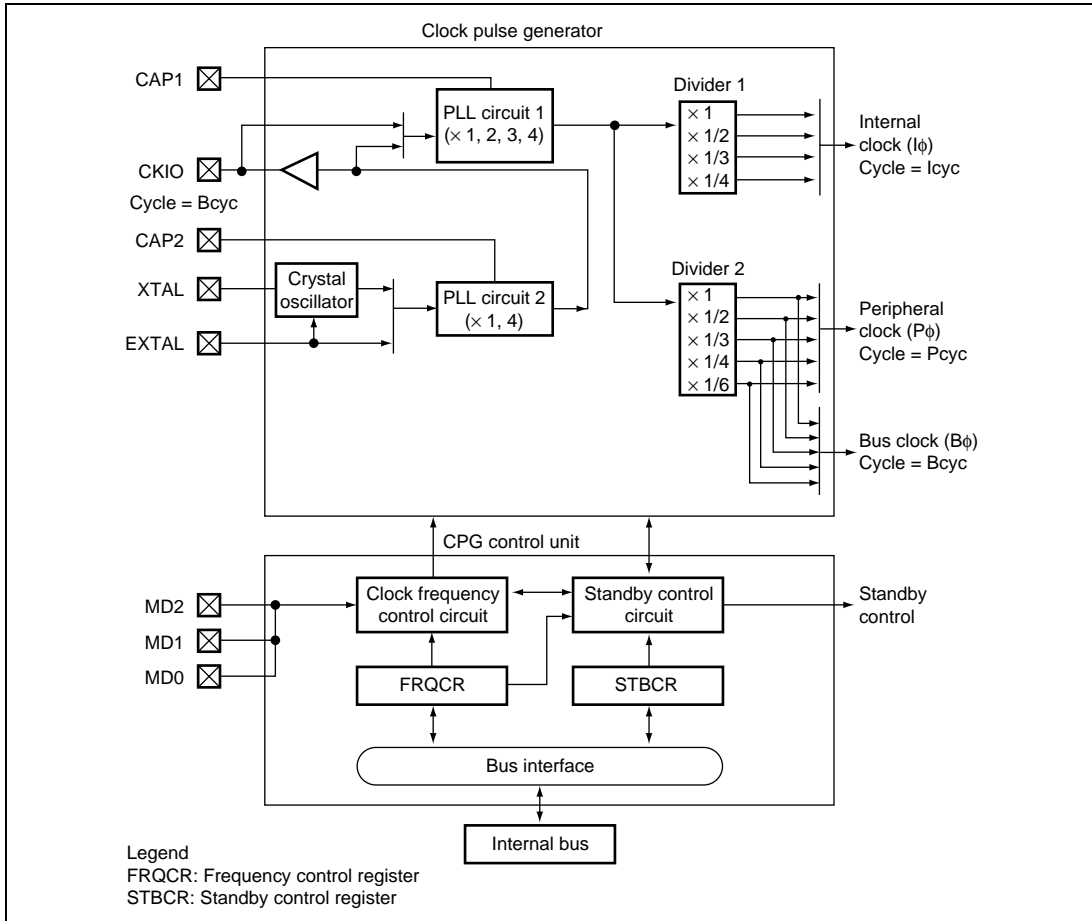 Clock pulse generator
CAP1
PLL circuit 1
(× 1, 2, 3, 4)
Divider 1
× 1
× 1/2
× 1/3
× 1/4
Internal
clock (Iϕ)
Cycle = Icyc
CKIO
Cycle = Bcyc
CAP2
XTAL
Crystal
oscillator
EXTAL
PLL circuit 2
(× 1, 4)
Divider 2
× 1
× 1/2
× 1/3
× 1/4
× 1/6
Peripheral
clock (Pϕ)
Cycle = Pcyc
Bus clock (Bϕ)
Cycle = Bcyc
CPG control unit
MD2
MD1
MD0
Clock frequency
control circuit
Standby control
circuit
Standby
control
FRQCR
STBCR
Bus interface
Internal bus
Legend
FRQCR: Frequency control register
STBCR: Standby control register